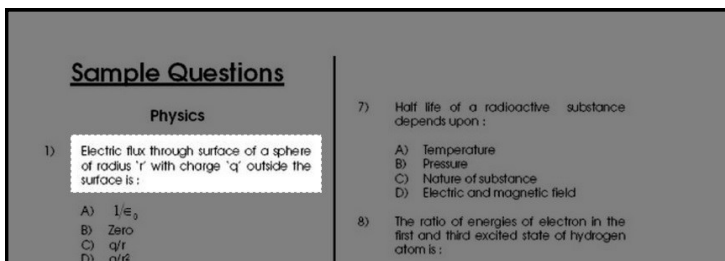 Sample Questions
Physics
1) Electric flux through surface of a sphere
of radius 'r' with charge 'q' outside the
surface is :
A) 1/ϵ₀
B) Zero
C) q/r
D) q/r²
7) Half life of a radioactive substance
depends upon :
A) Temperature
B) Pressure
C) Nature of substance
D) Electric and magnetic field
8) The ratio of energies of electron in the
first and third excited state of hydrogen
atom is :